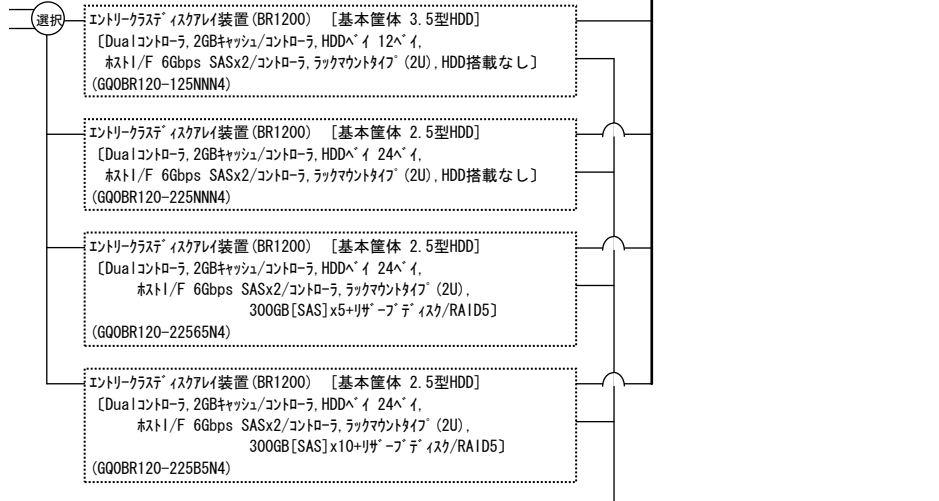 選択
ｴﾝﾄﾘｰｸﾗｽﾃﾞｨｽｸｱﾚｲ装置(BR1200) [基本筐体 3.5型HDD]
〔Dualｺﾝﾄﾛｰﾗ,2GBｷｬｯｼｭ/ｺﾝﾄﾛｰﾗ,HDDﾍﾞｲ 12ﾍﾞｲ,
ﾎｽﾄI/F 6Gbps SASx2/ｺﾝﾄﾛｰﾗ,ﾗｯｸﾏｳﾝﾄﾀｲﾌﾟ(2U),HDD搭載なし〕
(GQ0BR120-125NNN4)
ｴﾝﾄﾘｰｸﾗｽﾃﾞｨｽｸｱﾚｲ装置(BR1200) [基本筐体 2.5型HDD]
〔Dualｺﾝﾄﾛｰﾗ,2GBｷｬｯｼｭ/ｺﾝﾄﾛｰﾗ,HDDﾍﾞｲ 24ﾍﾞｲ,
ﾎｽﾄI/F 6Gbps SASx2/ｺﾝﾄﾛｰﾗ,ﾗｯｸﾏｳﾝﾄﾀｲﾌﾟ(2U),HDD搭載なし〕
(GQ0BR120-225NNN4)
ｴﾝﾄﾘｰｸﾗｽﾃﾞｨｽｸｱﾚｲ装置(BR1200) [基本筐体 2.5型HDD]
〔Dualｺﾝﾄﾛｰﾗ,2GBｷｬｯｼｭ/ｺﾝﾄﾛｰﾗ,HDDﾍﾞｲ 24ﾍﾞｲ,
ﾎｽﾄI/F 6Gbps SASx2/ｺﾝﾄﾛｰﾗ,ﾗｯｸﾏｳﾝﾄﾀｲﾌﾟ(2U),
300GB[SAS]x5+ﾘｻﾞｰﾌﾞﾃﾞｨｽｸ/RAID5〕
(GQ0BR120-22565N4)
ｴﾝﾄﾘｰｸﾗｽﾃﾞｨｽｸｱﾚｲ装置(BR1200) [基本筐体 2.5型HDD]
〔Dualｺﾝﾄﾛｰﾗ,2GBｷｬｯｼｭ/ｺﾝﾄﾛｰﾗ,HDDﾍﾞｲ 24ﾍﾞｲ,
ﾎｽﾄI/F 6Gbps SASx2/ｺﾝﾄﾛｰﾗ,ﾗｯｸﾏｳﾝﾄﾀｲﾌﾟ(2U),
300GB[SAS]x10+ﾘｻﾞｰﾌﾞﾃﾞｨｽｸ/RAID5〕
(GQ0BR120-225B5N4)